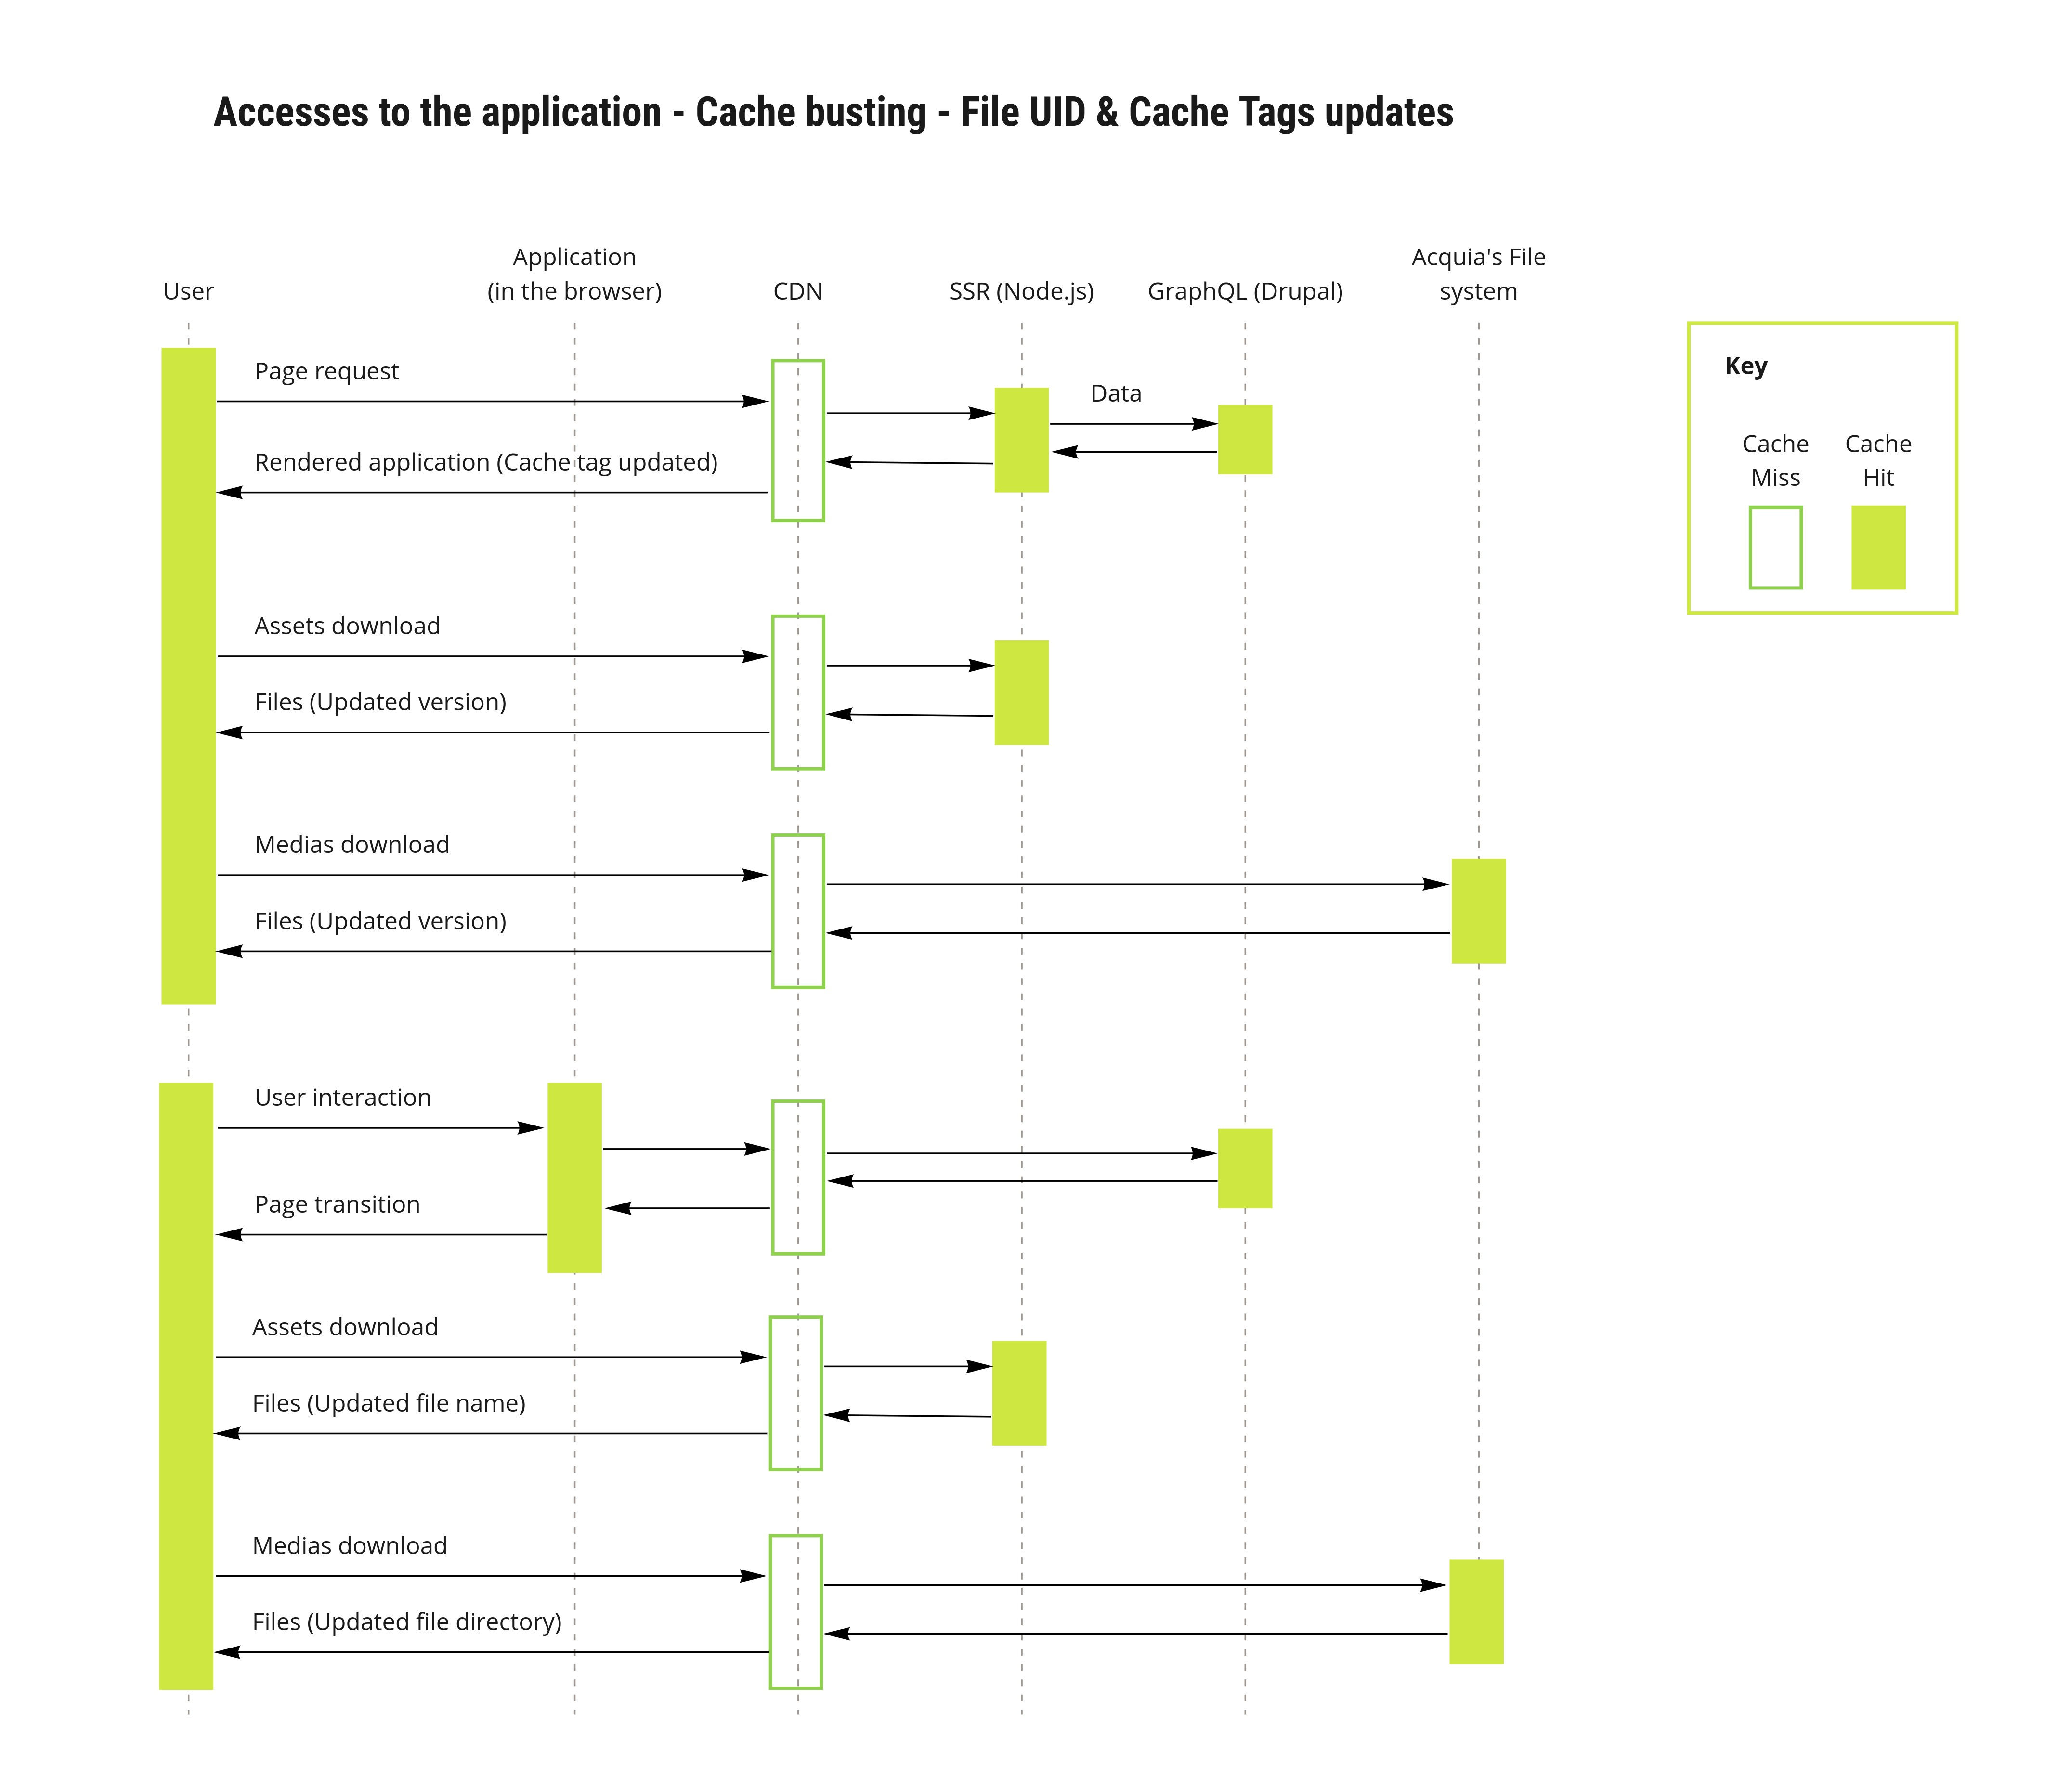 Accesses to the application - Cache busting - File UID & Cache Tags updates
User
Application
(in the browser)
CDN
SSR (Node.js)
GraphQL (Drupal)
Acquia's File
system
Key
Cache
Miss
Cache
Hit
Page request
Data
Rendered application (Cache tag updated)
Assets download
Files (Updated version)
Medias download
Files (Updated version)
User interaction
Page transition
Assets download
Files (Updated file name)
Medias download
Files (Updated file directory)